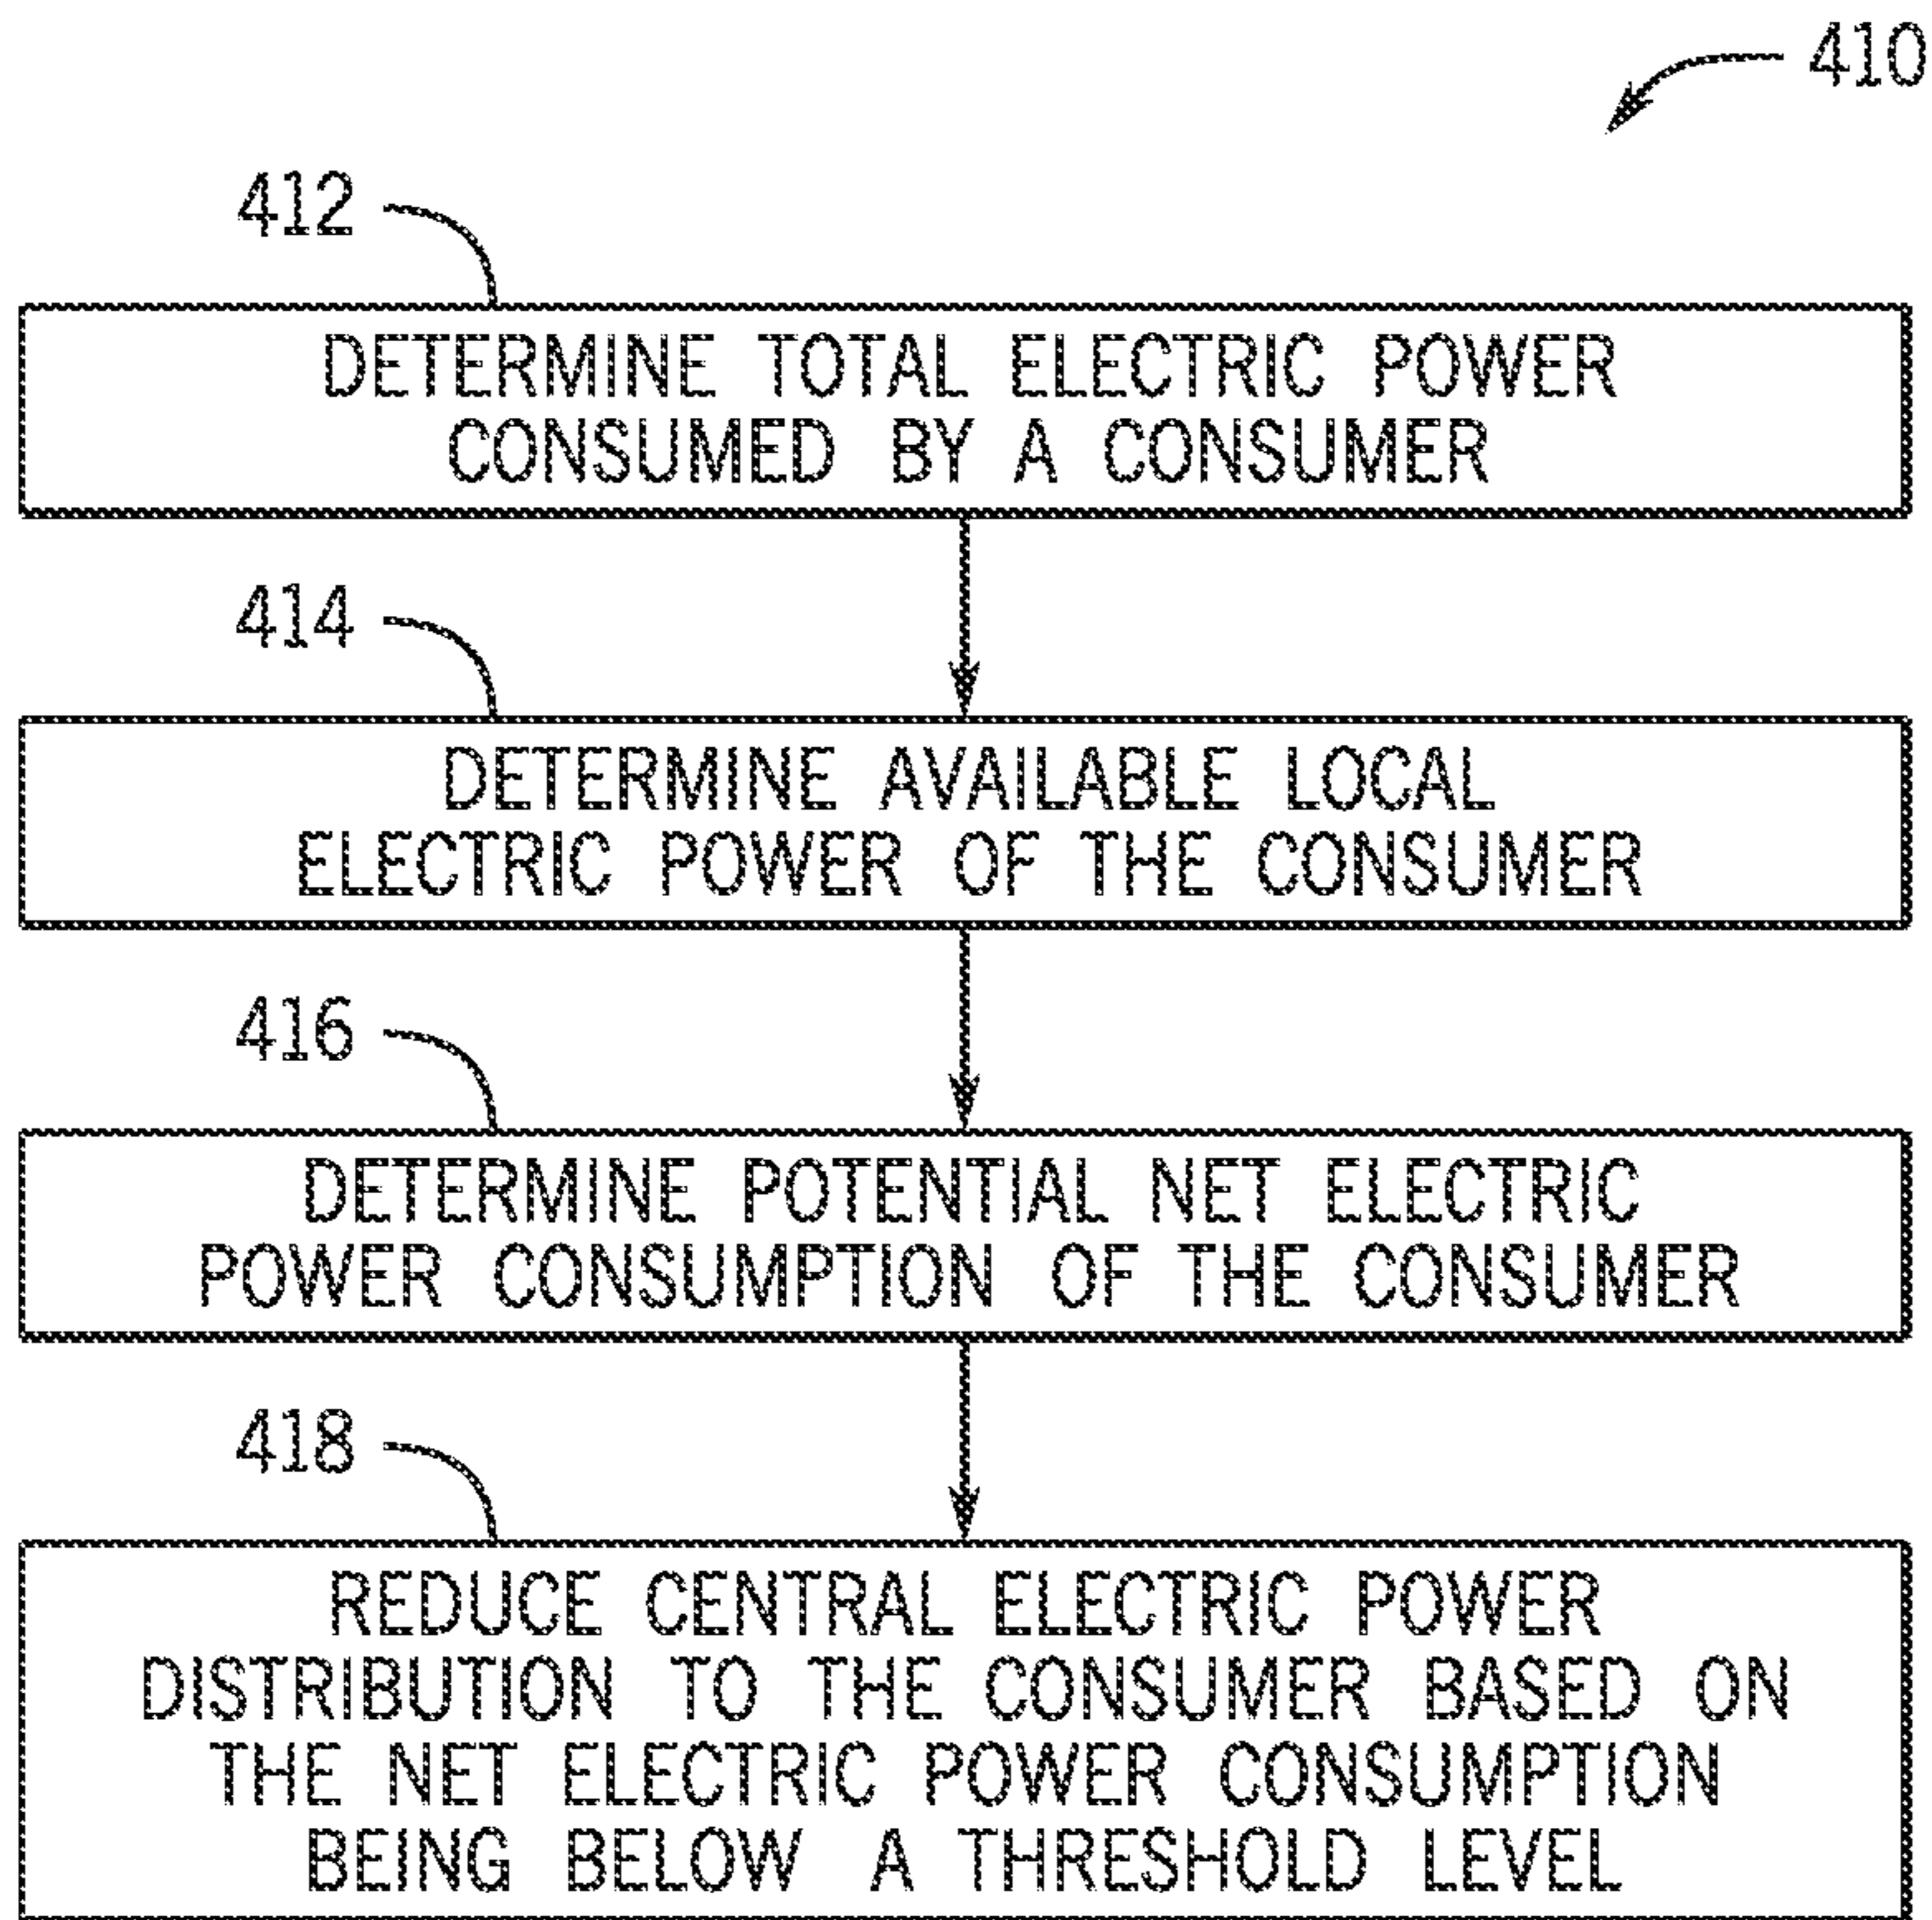 410
412
DETERMINE TOTAL ELECTRIC POWER
CONSUMED BY A CONSUMER
414
DETERMINE AVAILABLE LOCAL
ELECTRIC POWER OF THE CONSUMER
416
DETERMINE POTENTIAL NET ELECTRIC
POWER CONSUMPTION OF THE CONSUMER
418
REDUCE CENTRAL ELECTRIC POWER
DISTRIBUTION TO THE CONSUMER BASED ON
THE NET ELECTRIC POWER CONSUMPTION
BEING BELOW A THRESHOLD LEVEL